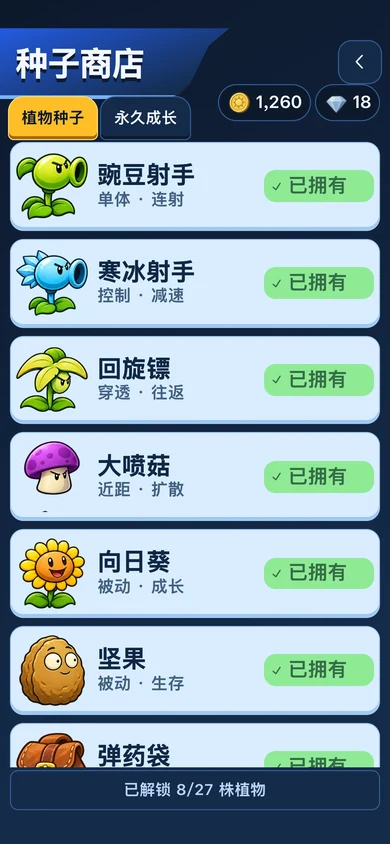 种子商店
1,260
18
植物种子
永久成长
豌豆射手
单体 · 连射
已拥有
寒冰射手
控制 · 减速
已拥有
回旋镖
穿透 · 往返
已拥有
大喷菇
近距 · 扩散
已拥有
向日葵
被动 · 成长
已拥有
坚果
被动 · 生存
已拥有
弹药袋
已拥有
已解锁 8/27 株植物